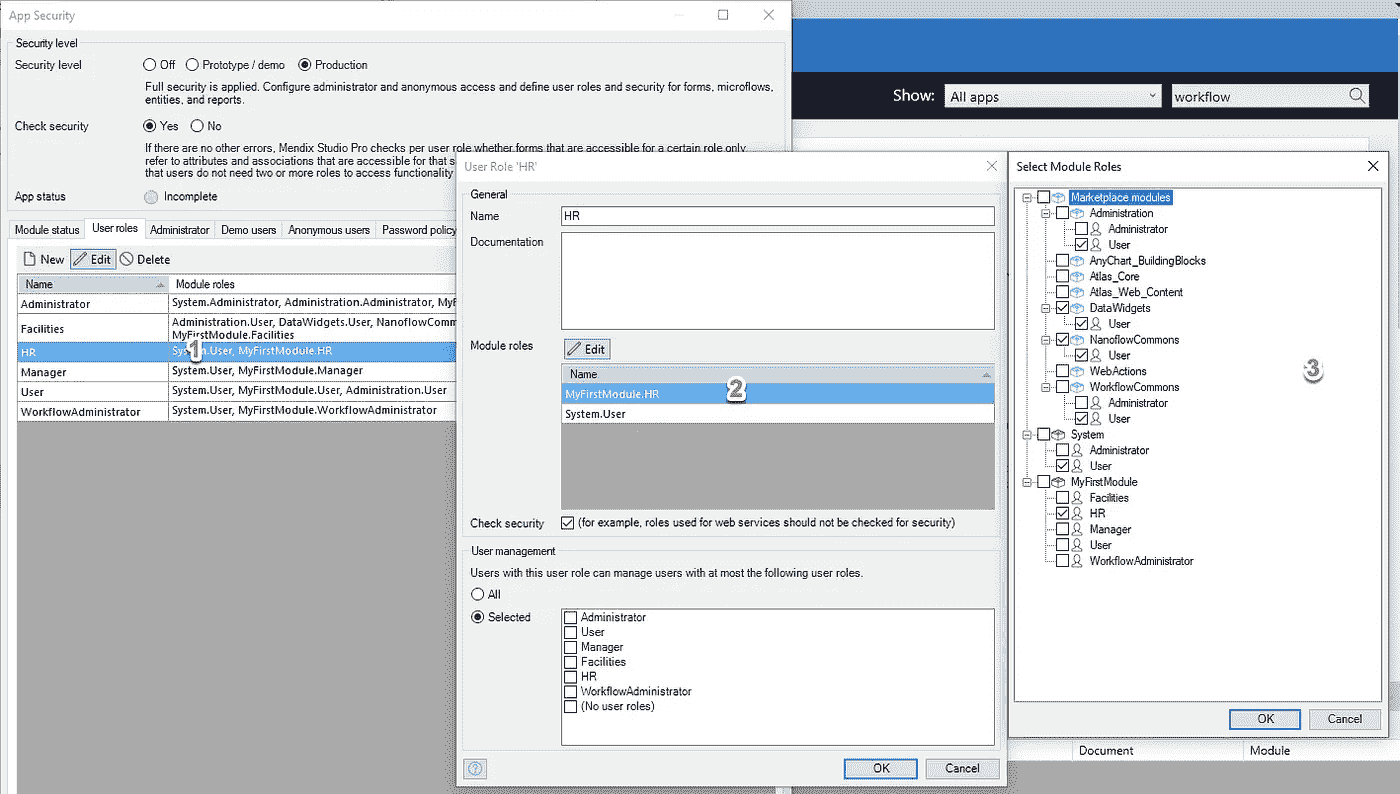 App Security
Security level
Security level
Off
Prototype / demo
Production
Full security is applied. Configure administrator and anonymous access and define user roles and security for forms, microflows,
entities, and reports.
Check security
Yes
No
If there are no other errors, Mendix Studio Pro checks per user role whether forms that are accessible for a certain role only
refer to attributes and associations that are accessible for that
that users do not need two or more roles to access functionality
App status
Incomplete
Module status
User roles
Administrator
Demo users
Anonymous users
Password policy
New
Edit
Delete
Name
Module roles
Administrator
System.Administrator, Administration.Administrator,
Facilities
Administration.User, DataWidgets.User,
MyFirstModule.Facilities
HR
System.User, MyFirstModule.HR
1
Manager
System.User, MyFirstModule.Manager
User
System.User, MyFirstModule.User, Administration.User
WorkflowAdministrator
System.User, MyFirstModule.WorkflowAdministrator
Show:
All apps
workflow
User Role 'HR'
General
Name
HR
Documentation
Module roles
Edit
Name
MyFirstModule.HR
2
System.User
Check security
(for example, roles used for web services should not be checked for security)
User management
Users with this user role can manage users with at most the following user roles.
All
Selected
Administrator
User
Manager
Facilities
HR
WorkflowAdministrator
(No user roles)
?
OK
Cancel
Select Module Roles
Marketplace modules
Administration
Administrator
User
AnyChart_BuildingBlocks
Atlas_Core
Atlas_Web_Content
DataWidgets
User
NanoflowCommons
User
WebActions
3
WorkflowCommons
Administrator
User
System
Administrator
User
MyFirstModule
Facilities
HR
Manager
User
WorkflowAdministrator
OK
Cancel
Document
Module